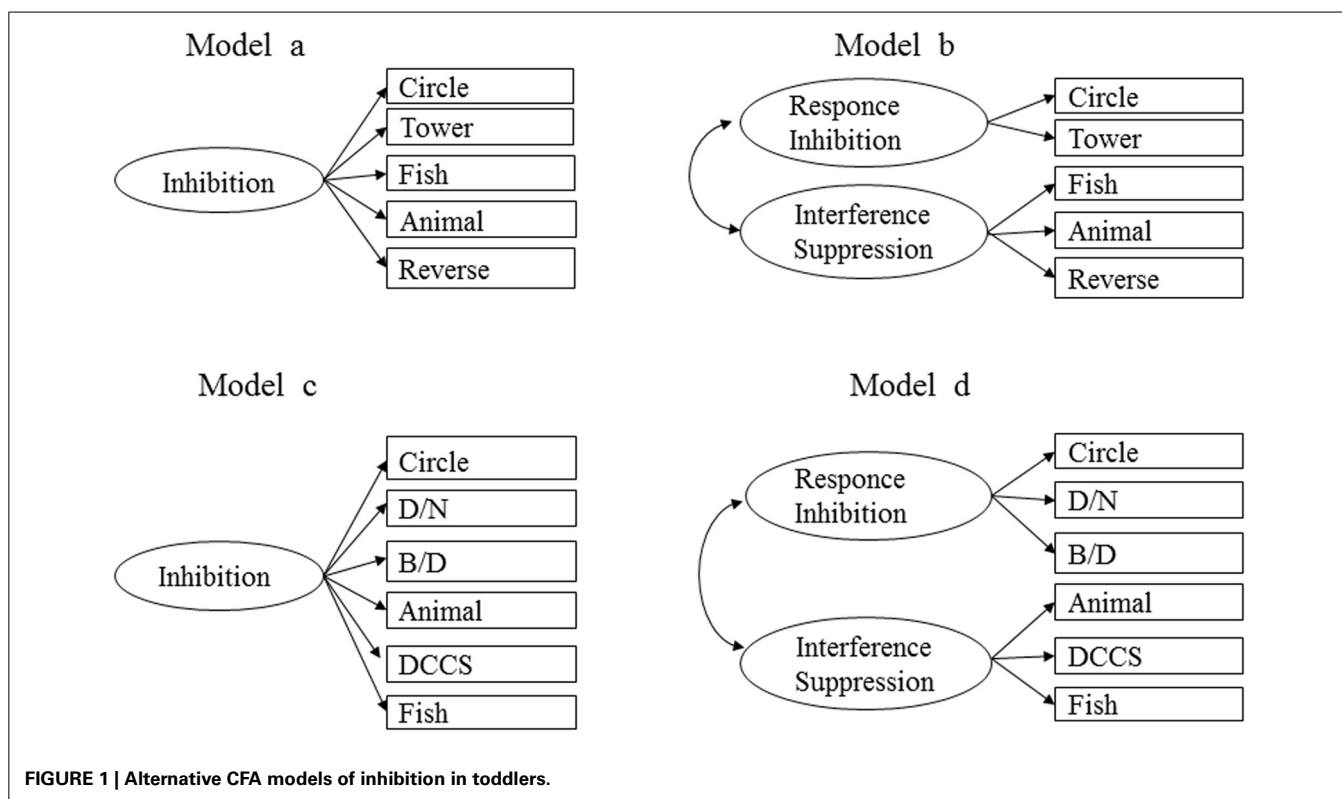 Model a
Inhibition
Circle
Tower
Fish
Animal
Reverse
Model b
Responce
Inhibition
Interference
Suppression
Circle
Tower
Fish
Animal
Reverse
Model c
Inhibition
Circle
D/N
B/D
Animal
DCCS
Fish
Model d
Responce
Inhibition
Interference
Suppression
Circle
D/N
B/D
Animal
DCCS
Fish
FIGURE 1 | Alternative CFA models of inhibition in toddlers.